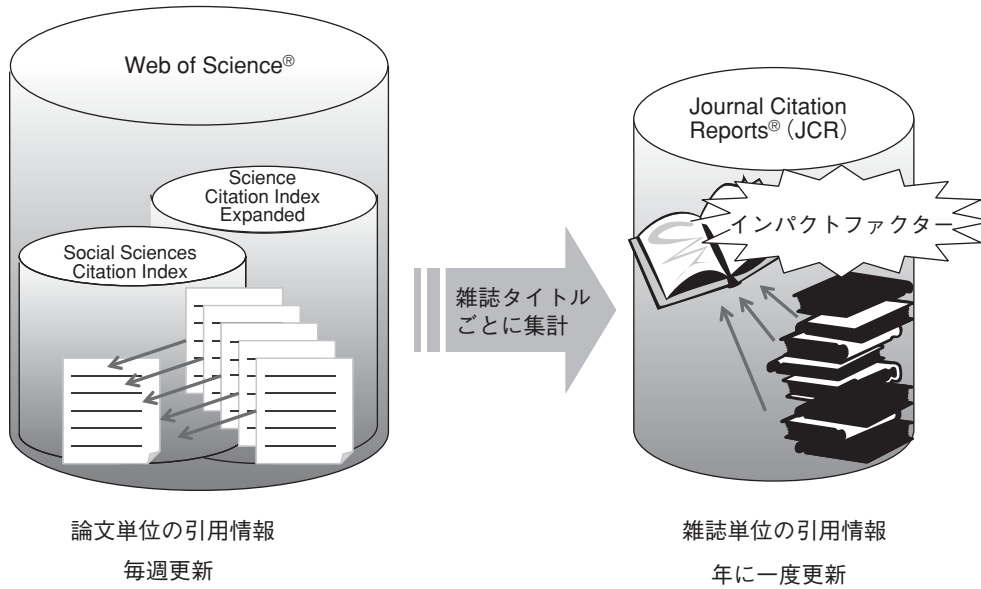 Web of Science®
Science
Citation Index
Expanded
Social Sciences
Citation Index
雑誌タイトル
ごとに集計
Journal Citation
Reports®（JCR）
インパクトファクター
論文単位の引用情報
毎週更新
雑誌単位の引用情報
年に一度更新